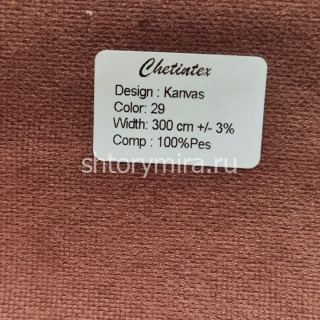 Chetintex
Design : Kanvas
Color: 29
Width: 300 cm +/- 3%
Comp : 100%Pes
shtorymira.ru